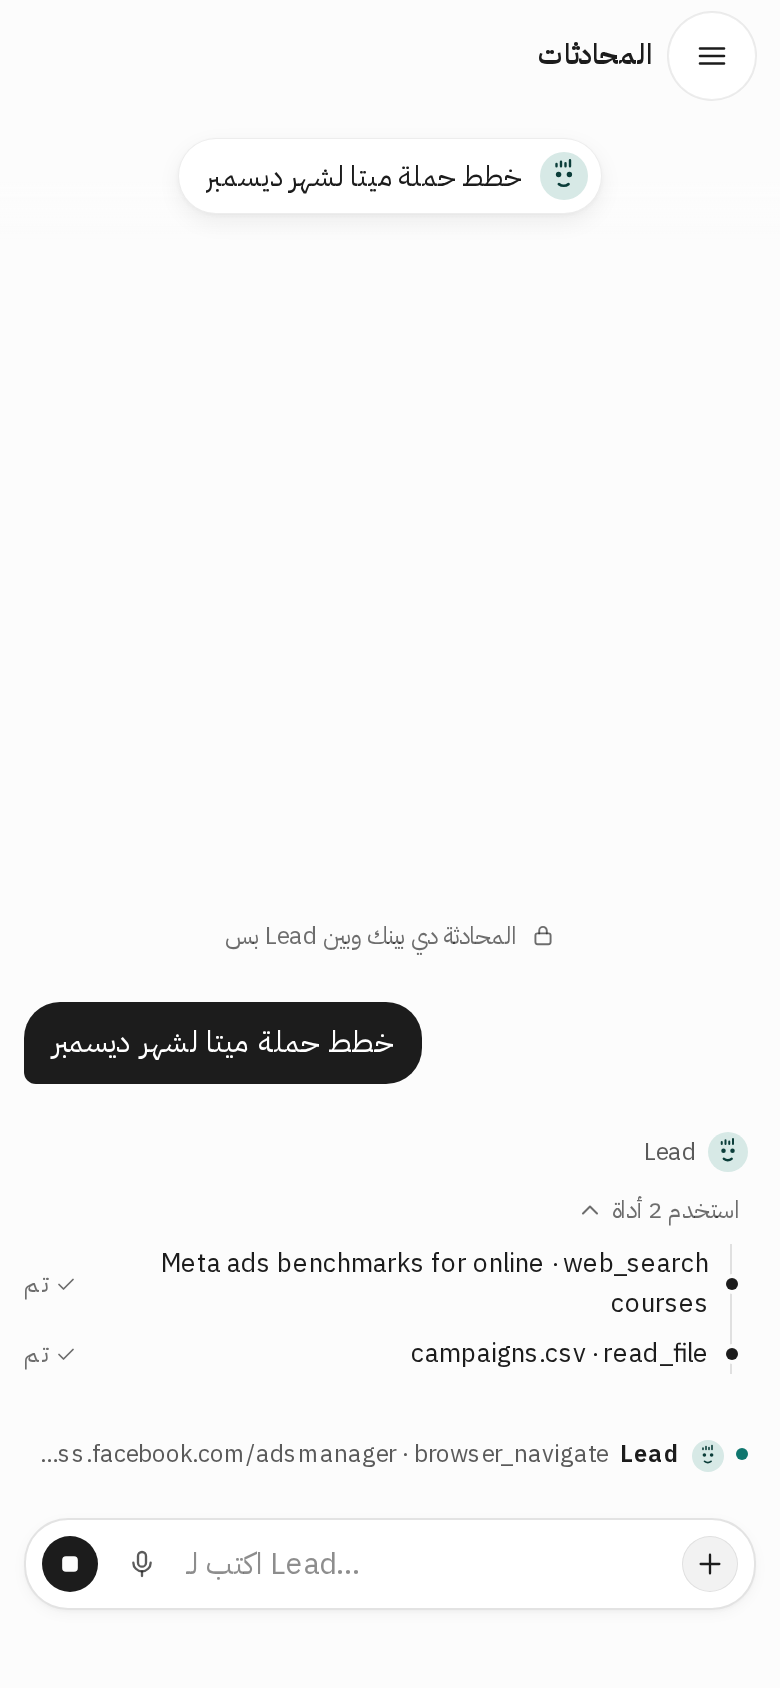 المحادثات
خطط حملة ميتا لشهر ديسمبر
المحادثة دي بينك وبين Lead بس
خطط حملة ميتا لشهر ديسمبر
Lead
استخدم 2 أداة
web_search · Meta ads benchmarks for online courses
تم
read_file · campaigns.csv
تم
Lead browser_navigate · ss.facebook.com/adsmanager...
اكتب لـ Lead...